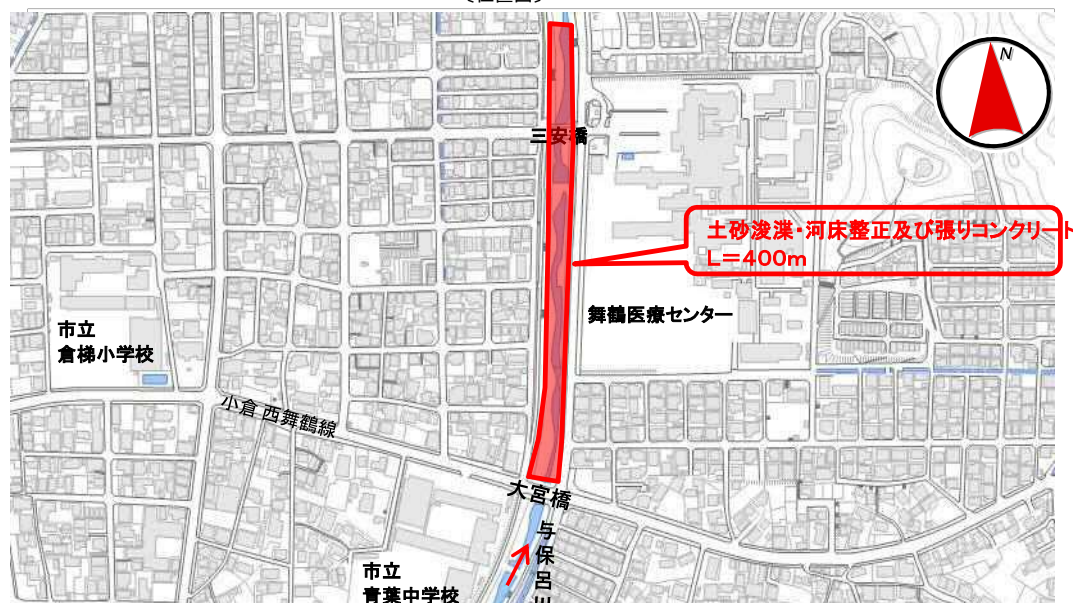 N
三安橋
土砂浚渫・河床整正及び張りコンクリート
L=400m
舞鶴医療センター
市立
倉梯小学校
小倉西舞鶴線
大宮橋
与保呂川
市立
青葉中学校